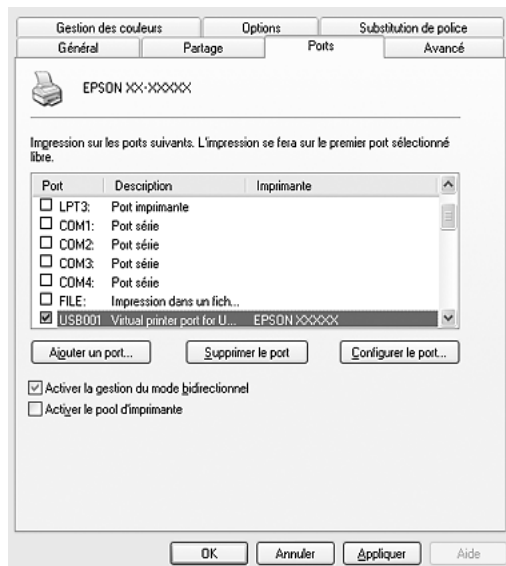 Gestion des couleurs Options Substitution de police
Général Partage Ports Avancé
EPSON XX-XXXXX
Impression sur les ports suivants. L'impression se fera sur le premier port sélectionné
libre.
Port Description Imprimante
LPT3: Port imprimante
COM1: Port série
COM2: Port série
COM3: Port série
COM4: Port série
FILE: Impression dans un fich...
USB001 Virtual printer port for U... EPSON XXXXX
Ajouter un port... Supprimer le port Configurer le port...
Activer la gestion du mode bidirectionnel
Activer le pool d'imprimante
OK Annuler Appliquer Aide